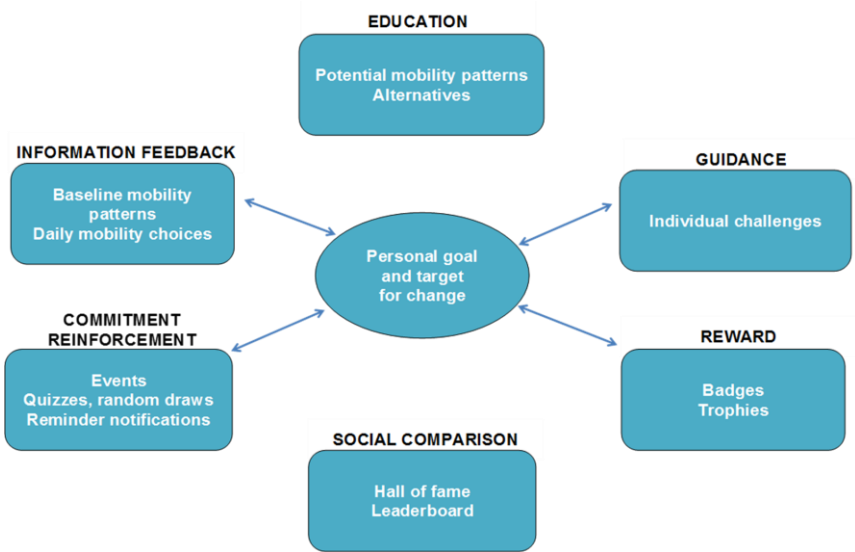 EDUCATION
Potential mobility patterns
Alternatives
INFORMATION FEEDBACK
Baseline mobility
patterns
Daily mobility choices
GUIDANCE
Individual challenges
Personal goal
and target
for change
COMMITMENT
REINFORCEMENT
Events
Quizzes, random draws
Reminder notifications
REWARD
Badges
Trophies
SOCIAL COMPARISON
Hall of fame
Leaderboard